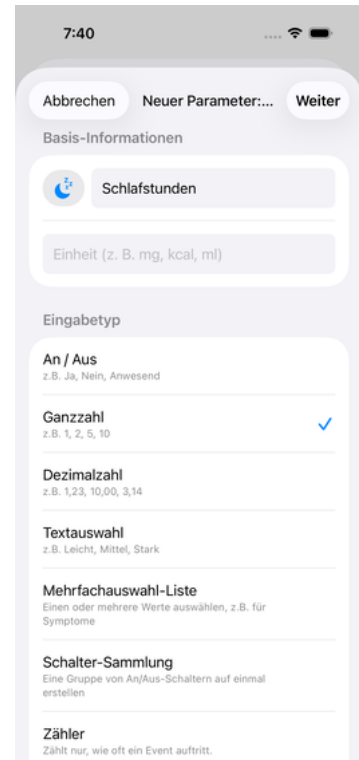 7:40
Abbrechen Neuer Parameter:... Weiter
Basis-Informationen
Schlafstunden
Einheit (z. B. mg, kcal, ml)
Eingabetyp
An / Aus
z.B. Ja, Nein, Anwesend
Ganzzahl
z.B. 1, 2, 5, 10
Dezimalzahl
z.B. 1,23, 10,00, 3,14
Textauswahl
z.B. Leicht, Mittel, Stark
Mehrfachauswahl-Liste
Einen oder mehrere Werte auswählen, z.B. für
Symptome
Schalter-Sammlung
Eine Gruppe von An/Aus-Schaltern auf einmal
erstellen
Zähler
Zählt nur, wie oft ein Event auftritt.